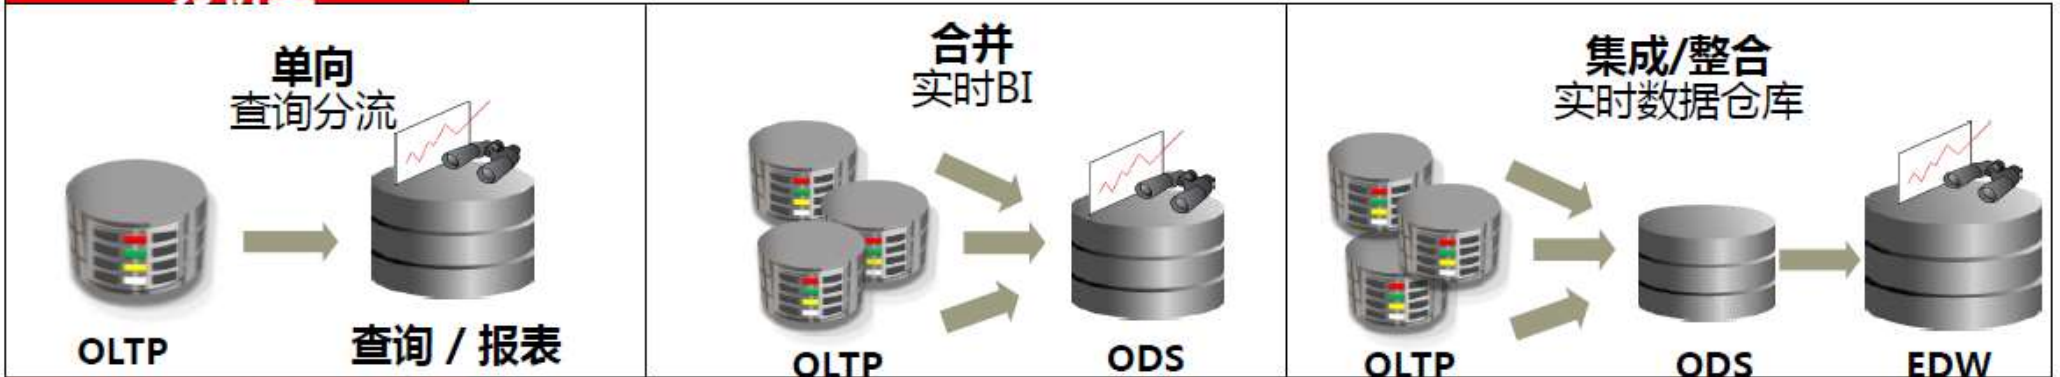 单向
查询分流
OLTP
查询 / 报表
合并
实时BI
OLTP
ODS
集成/整合
实时数据仓库
OLTP
ODS
EDW